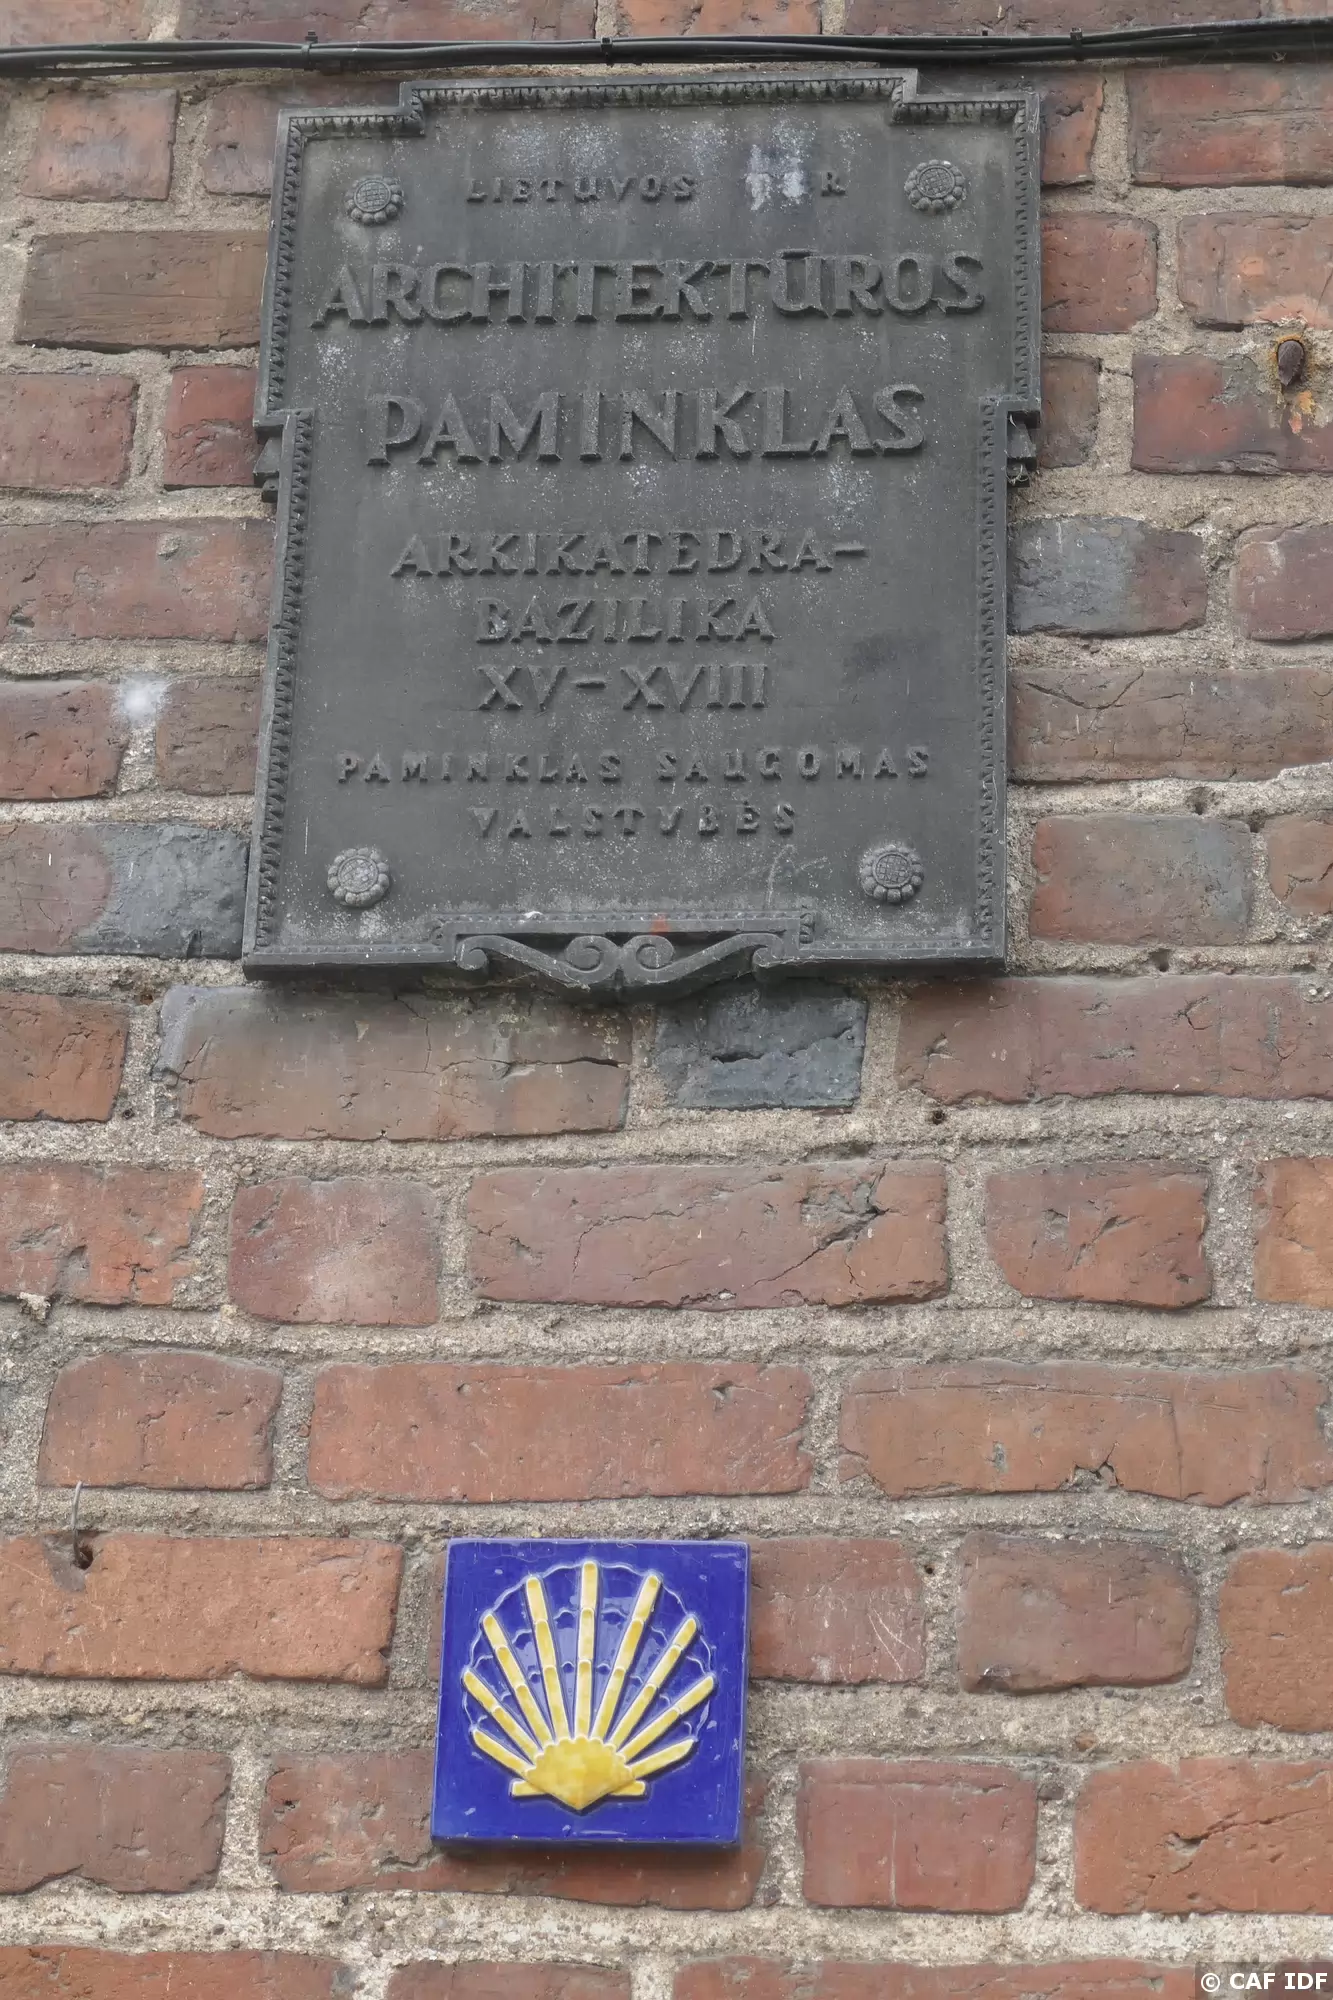 LIETUVOS R
ARCHITEKTŪROS
PAMINKLAS
ARKIKATEDRA-
BAZILIKA
XV-XVIII
PAMINKLAS SAUGOMAS
VALSTYBĖS
© CAF IDF